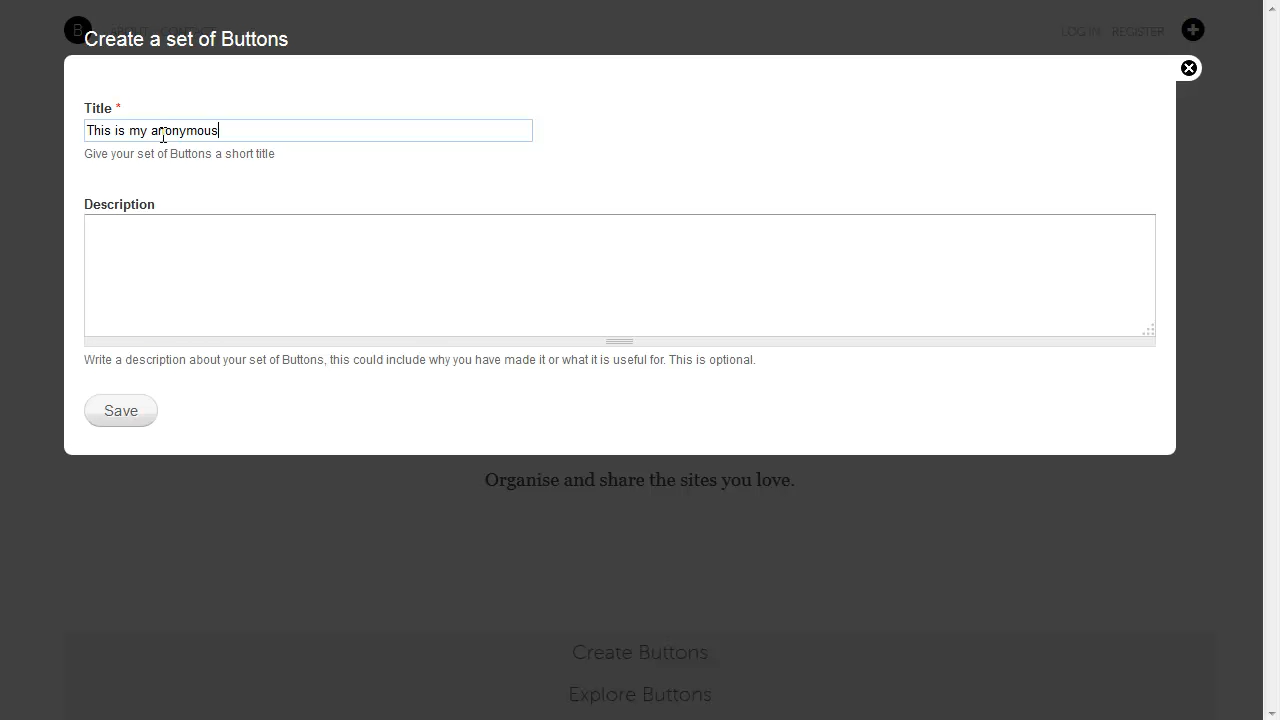 B
LOG IN REGISTER
Create a set of Buttons
Title *
This is my anonymous
Give your set of Buttons a short title
Description
Write a description about your set of Buttons, this could include why you have made it or what it is useful for. This is optional.
Save
Organise and share the sites you love.
Create Buttons
Explore Buttons